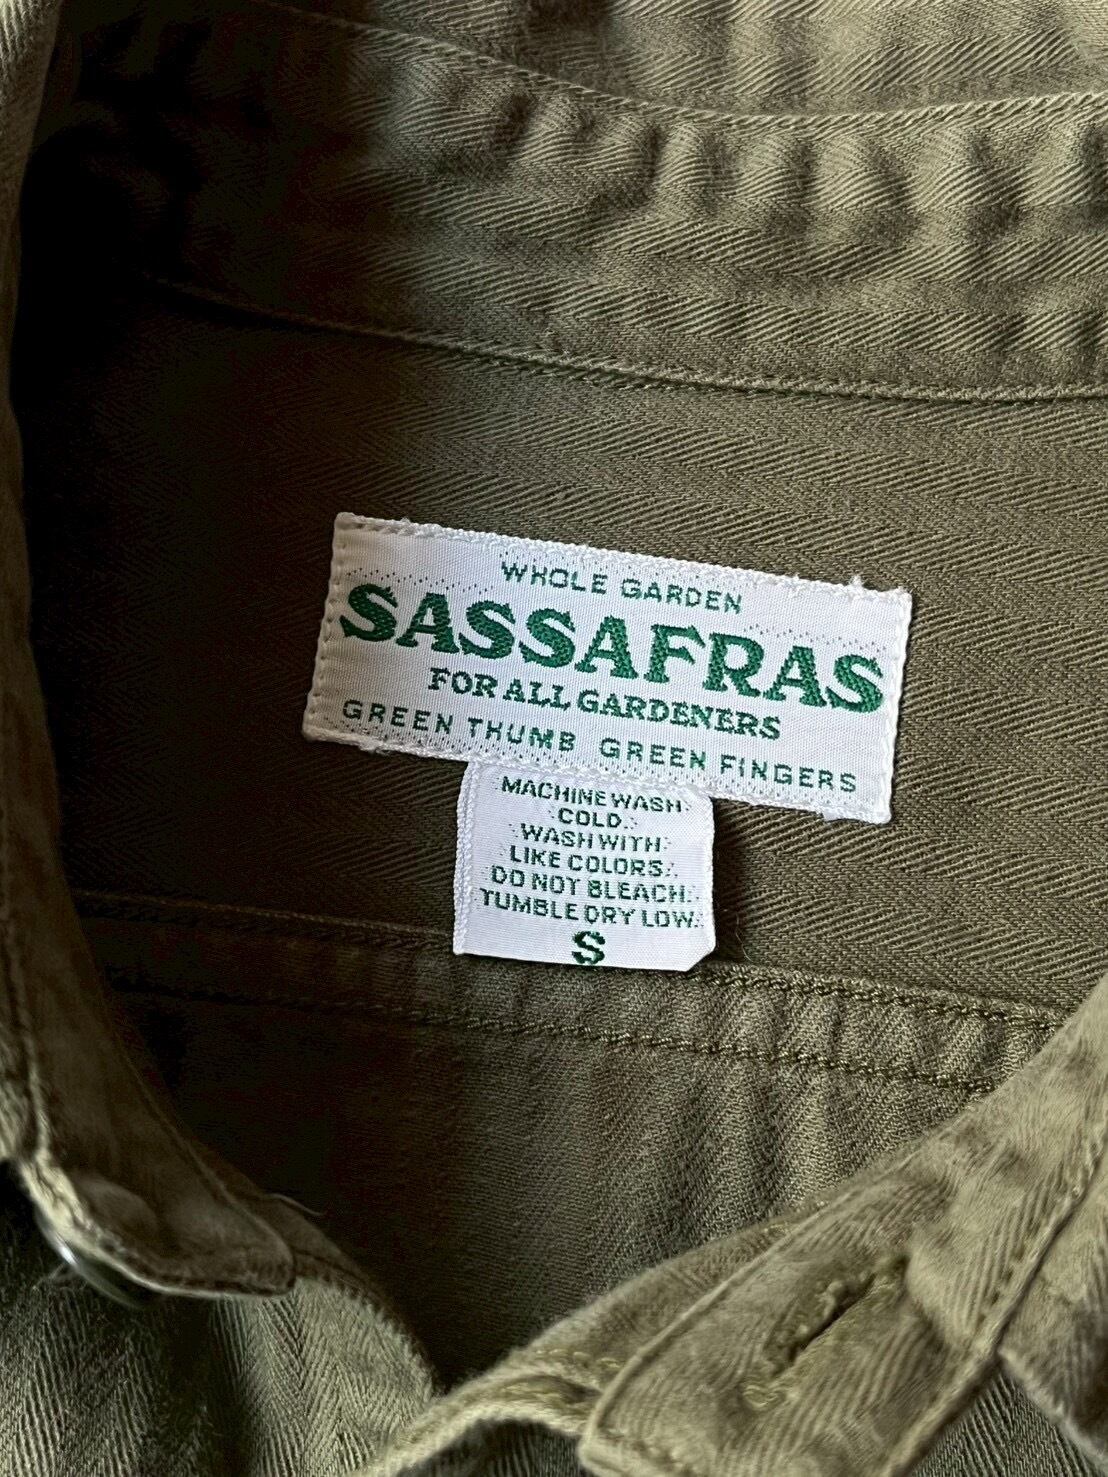 WHOLE GARDEN
SASSAFRAS
FOR ALL GARDENERS
GREEN THUMB GREEN FINGERS
MACHINE WASH
COLD.
WASH WITH
LIKE COLORS.
DO NOT BLEACH.
TUMBLE DRY LOW.
S